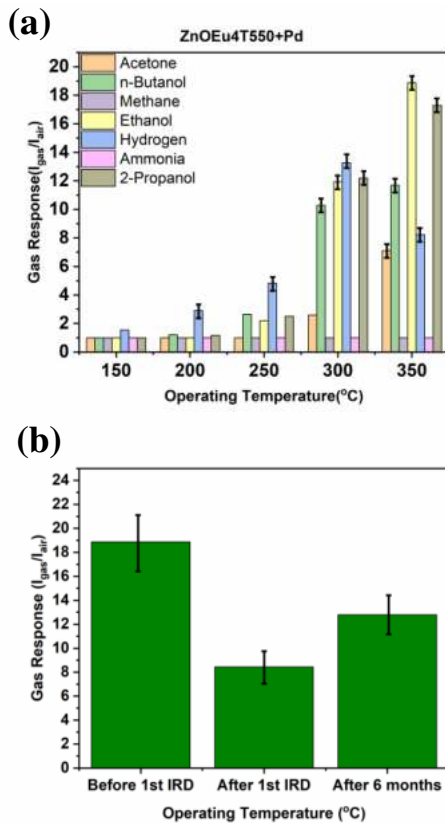 (a)
ZnOEu4T550+Pd
Gas Response(Igas/Iair)
20
18
16
14
12
10
8
6
4
2
0
Acetone
n-Butanol
Methane
Ethanol
Hydrogen
Ammonia
2-Propanol
150 200 250 300 350
Operating Temperature(°C)
(b)
Gas Response (Igas/Iair)
24
22
20
18
16
14
12
10
8
6
4
2
0
Before 1st IRD After 1st IRD After 6 months
Operating Temperature (°C)